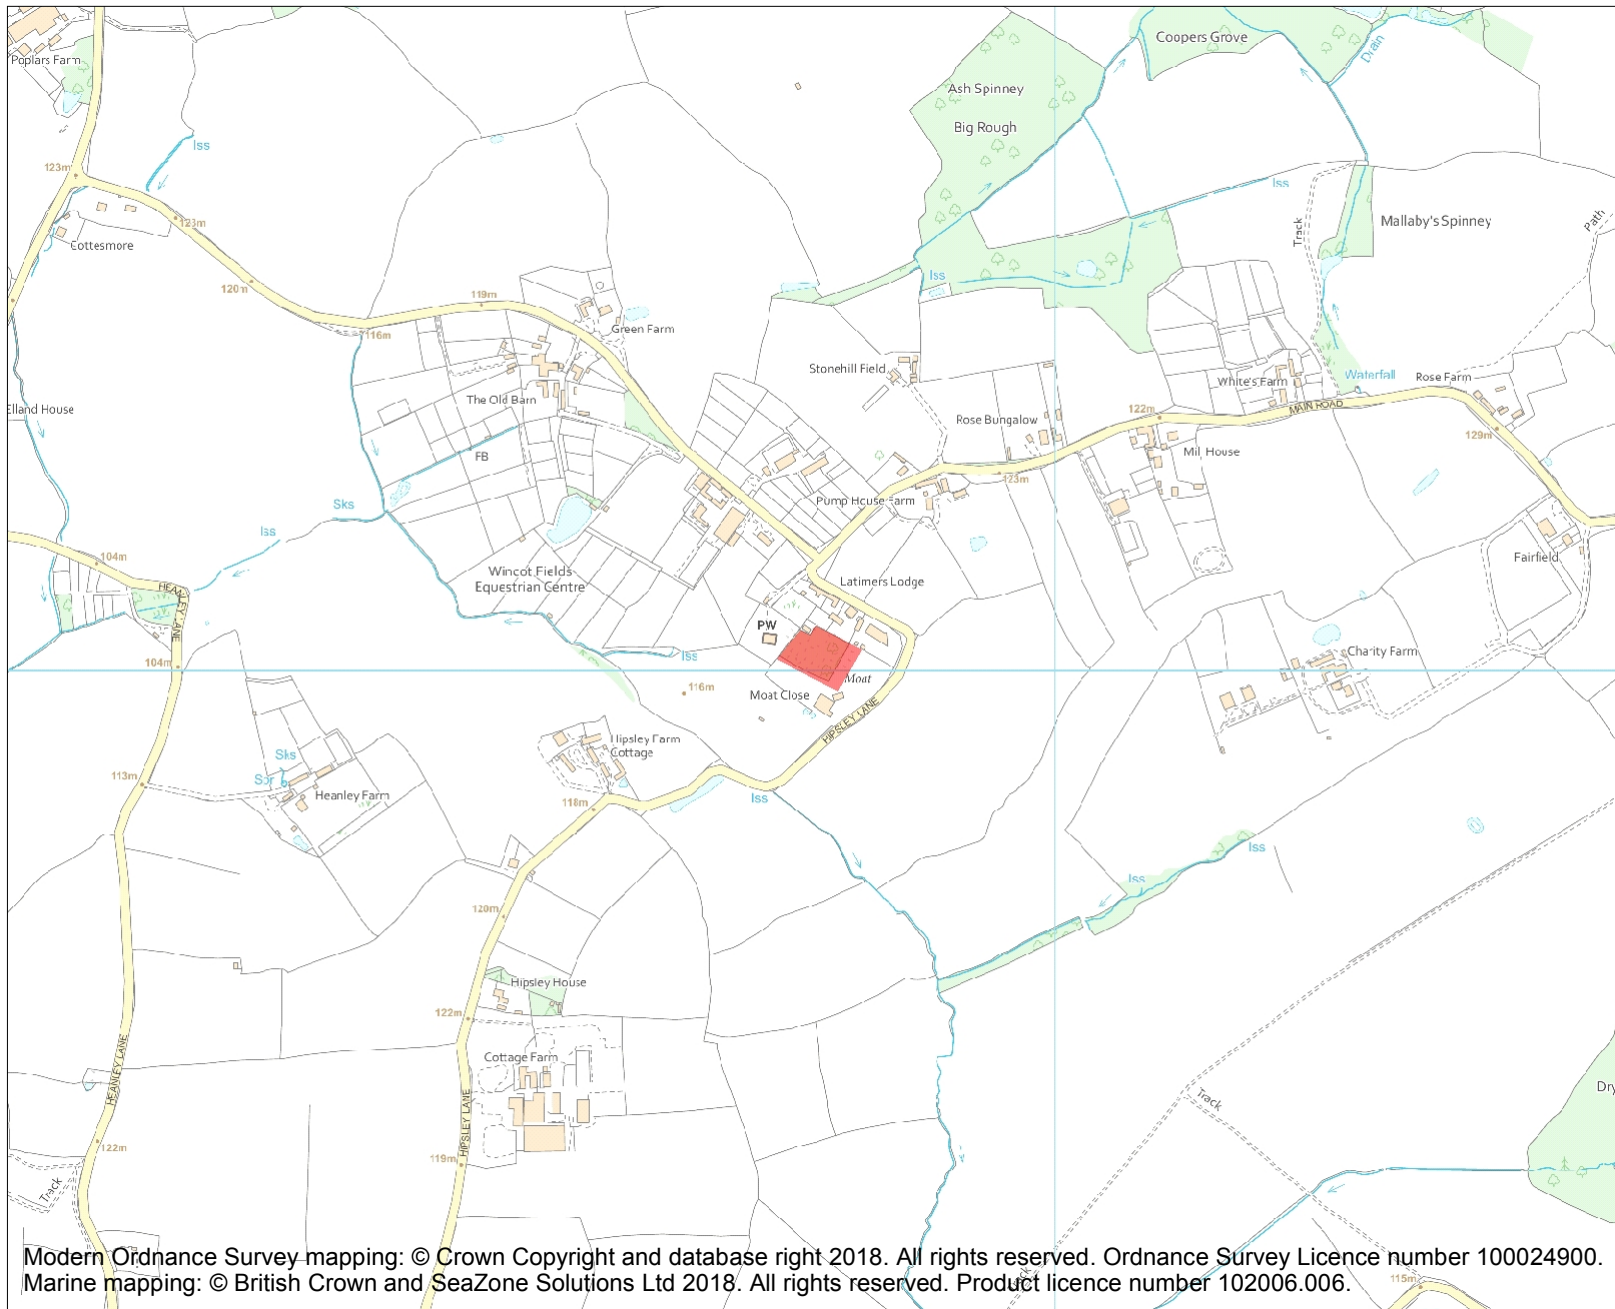 Coopers Grove
Drain
Poplars Farm
Ash Spinney
Big Rough
Iss
123m
Iss
Track
Mallaby's Spinney
Path
123m
Cottesmore
Iss
120m
119m
Green Farm
116m
Stonehill Field
White's Farm
Waterfall
Rose Farm
MAIN ROAD
The Old Barn
Elland House
122m
Rose Bungalow
129m
FB
Mill House
123m
Pump House Farm
Sks
Iss
104m
Wincot Fields
Equestrian Centre
Latimers Lodge
Fairfield
HEANLEY LANE
PW
Iss
104m
Charity Farm
Moat
116m
Moat Close
HIPSLEY LANE
Hipsley Farm
Cottage
Sks
Spr
113m
Heanley Farm
118m
Iss
Iss
Iss
120m
Hipsley House
122m
Cottage Farm
HEANLEY LANE
HIPSLEY LANE
Dry
Track
122m
119m
Track
Modern Ordnance Survey mapping: © Crown Copyright and database right 2018. All rights reserved. Ordnance Survey Licence number 100024900.
Marine mapping: © British Crown and SeaZone Solutions Ltd 2018. All rights reserved. Product licence number 102006.006.
Track
115m